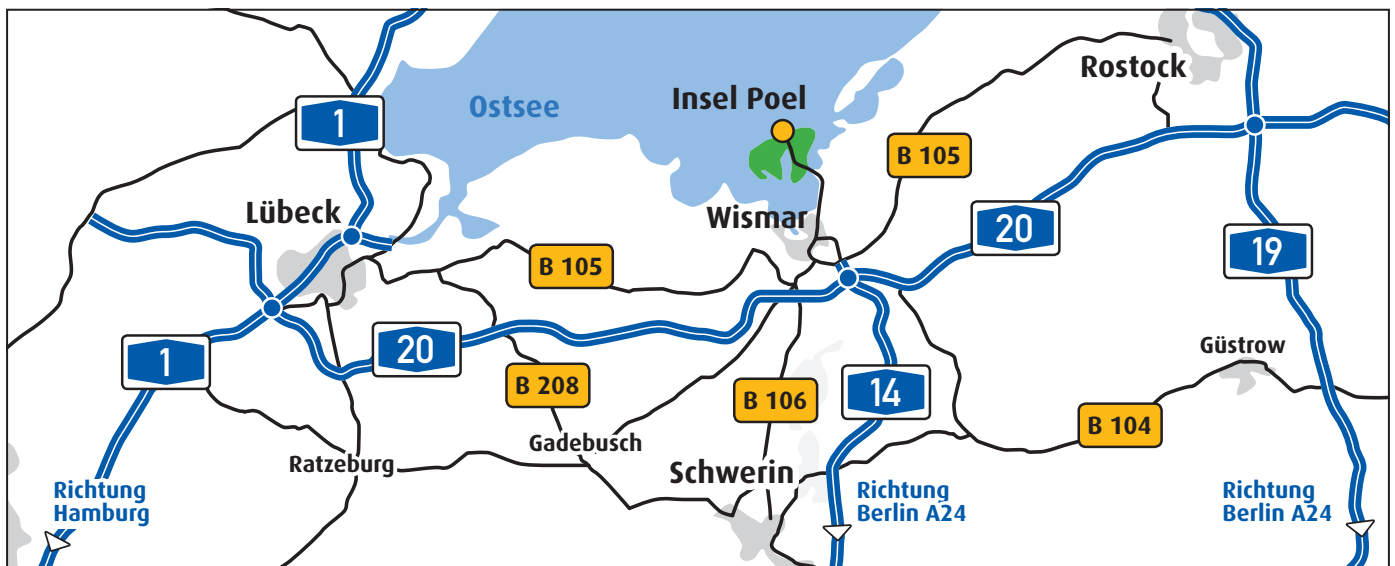 Rostock
Insel Poel
Ostsee
1
B 105
Lübeck
Wismar
20
19
B 105
20
1
Güstrow
B 208
B 106
14
B 104
Gadebusch
Ratzeburg
Schwerin
Richtung
Hamburg
Richtung
Berlin A24
Richtung
Berlin A24